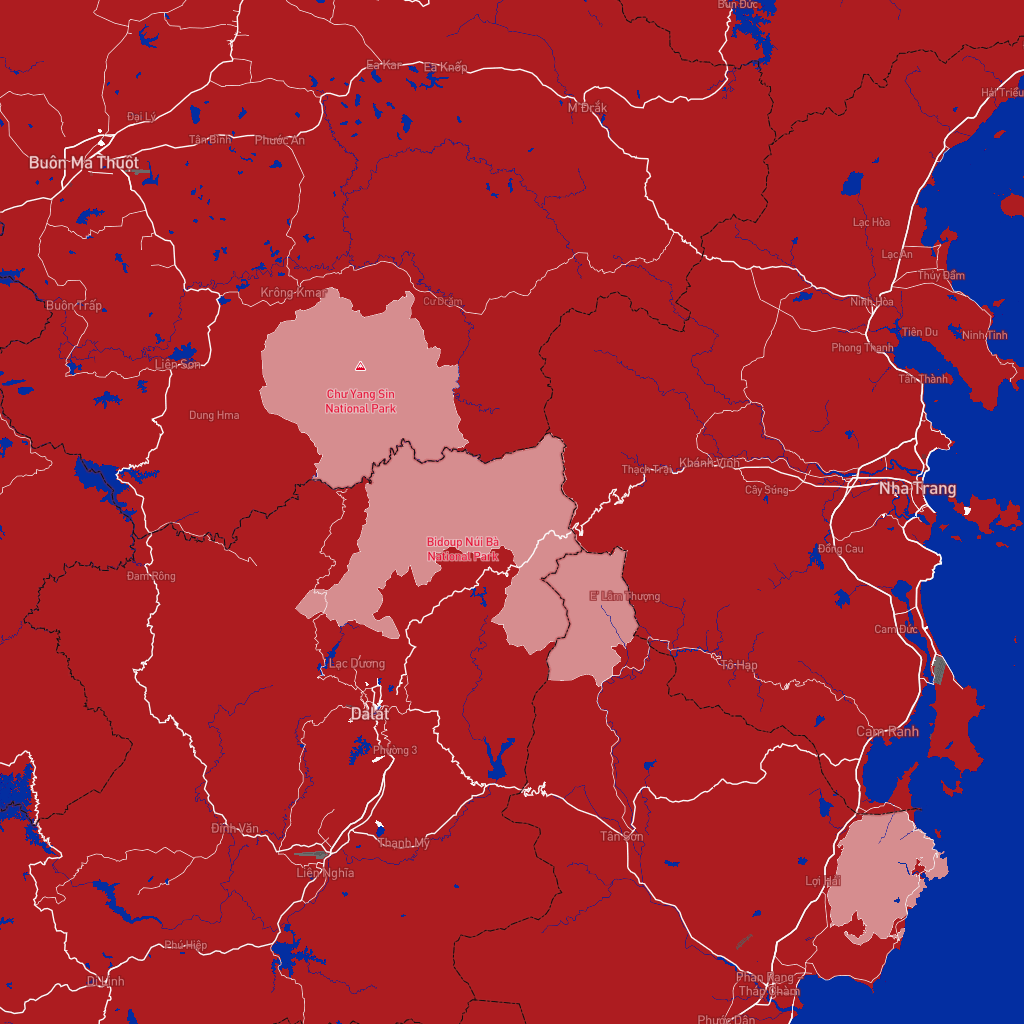 Bun Đức
Ea Kar
Ea Knốp
Hải Triều
M'Đrắk
Đại Lý
Tân Bình
Phước An
Buôn Ma Thuột
Lạc Hòa
Lạc An
Thủy Đầm
Krông Kmar
Cư Drăm
Ninh Hòa
Buôn Trấp
Tiên Du
Ninh Tịnh
Phong Thạnh
Liên Sơn
Tân Thành
Chư Yang Sin
National Park
Dung Hma
Thạch Trại
Khánh Vĩnh
Cây Sung
Nha Trang
Bidoup Núi Bà
National Park
Đồng Cau
Đam Rông
E' Lâm Thượng
Cam Đức
Lạc Dương
Tô Hạp
Dalat
Cam Ranh
Phường 3
Đinh Văn
Tân Sơn
Thạnh Mỹ
Liên Nghĩa
Lợi Hải
Phú Hiệp
Di Linh
Phan Rang
Tháp Chàm
Phước Dân